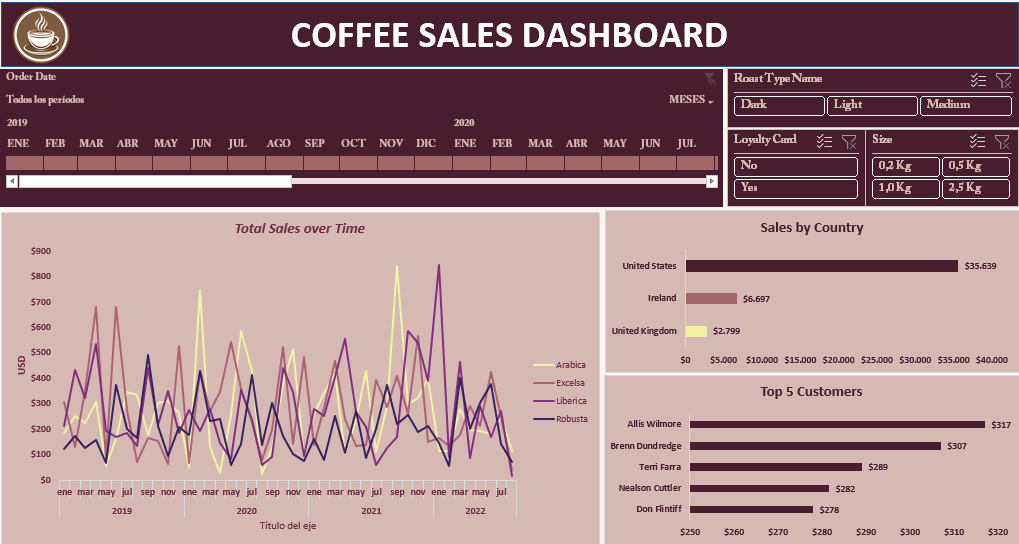 COFFEE SALES DASHBOARD
Order Date
Todos los períodos
MESES
2019 2020
ENE FEB MAR ABR MAY JUN JUL AGO SEP OCT NOV DIC ENE FEB MAR ABR MAY JUN JUL
Roast Type Name
Dark Light Medium
Loyalty Card
No
Yes
Size
0,2 Kg 0,5 Kg
1,0 Kg 2,5 Kg
Total Sales over Time
$900
$800
$700
$600
$500
$400
$300
$200
$100
$0
USD
ene mar may jul sep nov ene mar may jul sep nov ene mar may jul sep nov ene mar may jul
2019 2020 2021 2022
Título del eje
Arabica
Excelsa
Liberica
Robusta
Sales by Country
United States $35.639
Ireland $6.697
United Kingdom $2.799
$0 $5.000 $10.000 $15.000 $20.000 $25.000 $30.000 $35.000 $40.000
Top 5 Customers
Allis Wilmore $317
Brenn Dundredge $307
Terri Farra $289
Nealson Cuttler $282
Don Flintiff $278
$250 $260 $270 $280 $290 $300 $310 $320